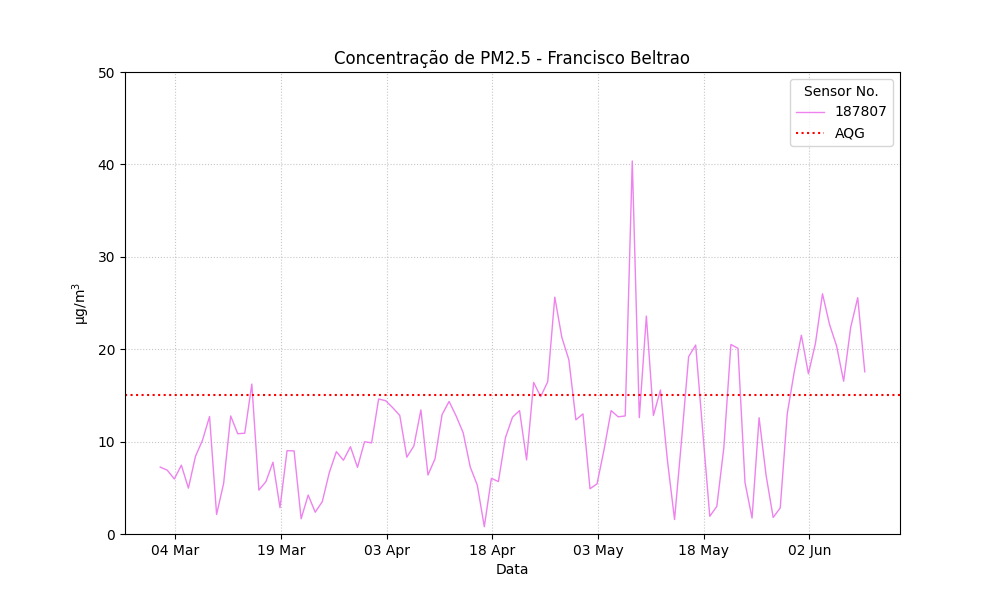 Concentração de PM2.5 - Francisco Beltrao
Sensor No.
187807
AQG
µg/m³
50
40
30
20
10
0
04 Mar
19 Mar
03 Apr
18 Apr
03 May
18 May
02 Jun
Data